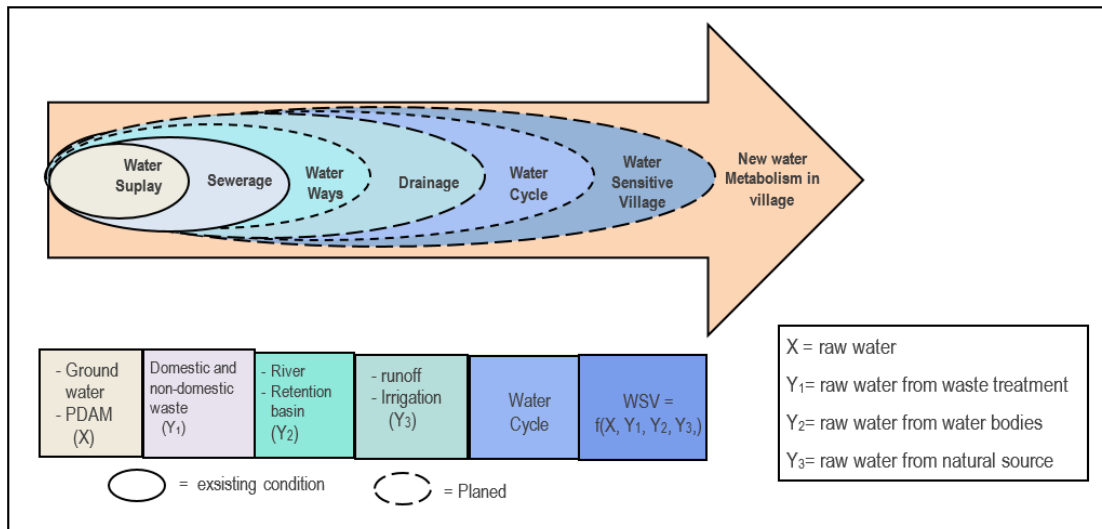 Water
Suplay
Sewerage
Water
Ways
Drainage
Water
Cycle
Water
Sensitive
Village
New water
Metabolism in
village
- Ground
water
- PDAM
(X)
Domestic and
non-domestic
waste
(Y₁)
- River
- Retention
basin
(Y₂)
- runoff
- Irrigation
(Y₃)
Water
Cycle
WSV =
f(X, Y₁, Y₂, Y₃,)
= exsisting condition
= Planed
X = raw water
Y₁= raw water from waste treatment
Y₂= raw water from water bodies
Y₃= raw water from natural source